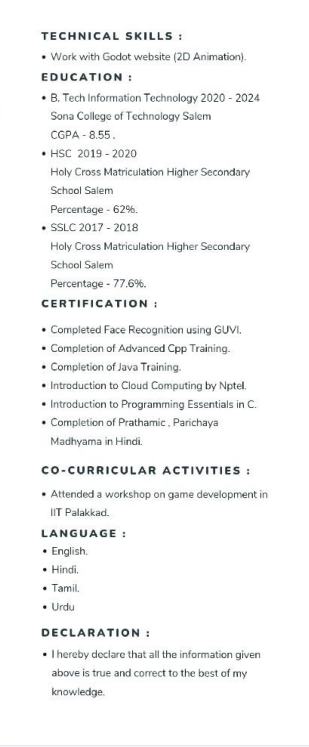 TECHNICAL SKILLS :
• Work with Godot website (2D Animation).
EDUCATION :
• B. Tech Information Technology 2020 - 2024
Sona College of Technology Salem
CGPA - 8.55 .
• HSC 2019 - 2020
Holy Cross Matriculation Higher Secondary
School Salem
Percentage - 62%.
• SSLC 2017 - 2018
Holy Cross Matriculation Higher Secondary
School Salem
Percentage - 77.6%.
CERTIFICATION :
• Completed Face Recognition using GUVI.
• Completion of Advanced Cpp Training.
• Completion of Java Training.
• Introduction to Cloud Computing by Nptel.
• Introduction to Programming Essentials in C.
• Completion of Prathamic , Parichaya
Madhyama in Hindi.
CO-CURRICULAR ACTIVITIES :
• Attended a workshop on game development in
IIT Palakkad.
LANGUAGE :
• English.
• Hindi.
• Tamil.
• Urdu
DECLARATION :
• I hereby declare that all the information given
above is true and correct to the best of my
knowledge.